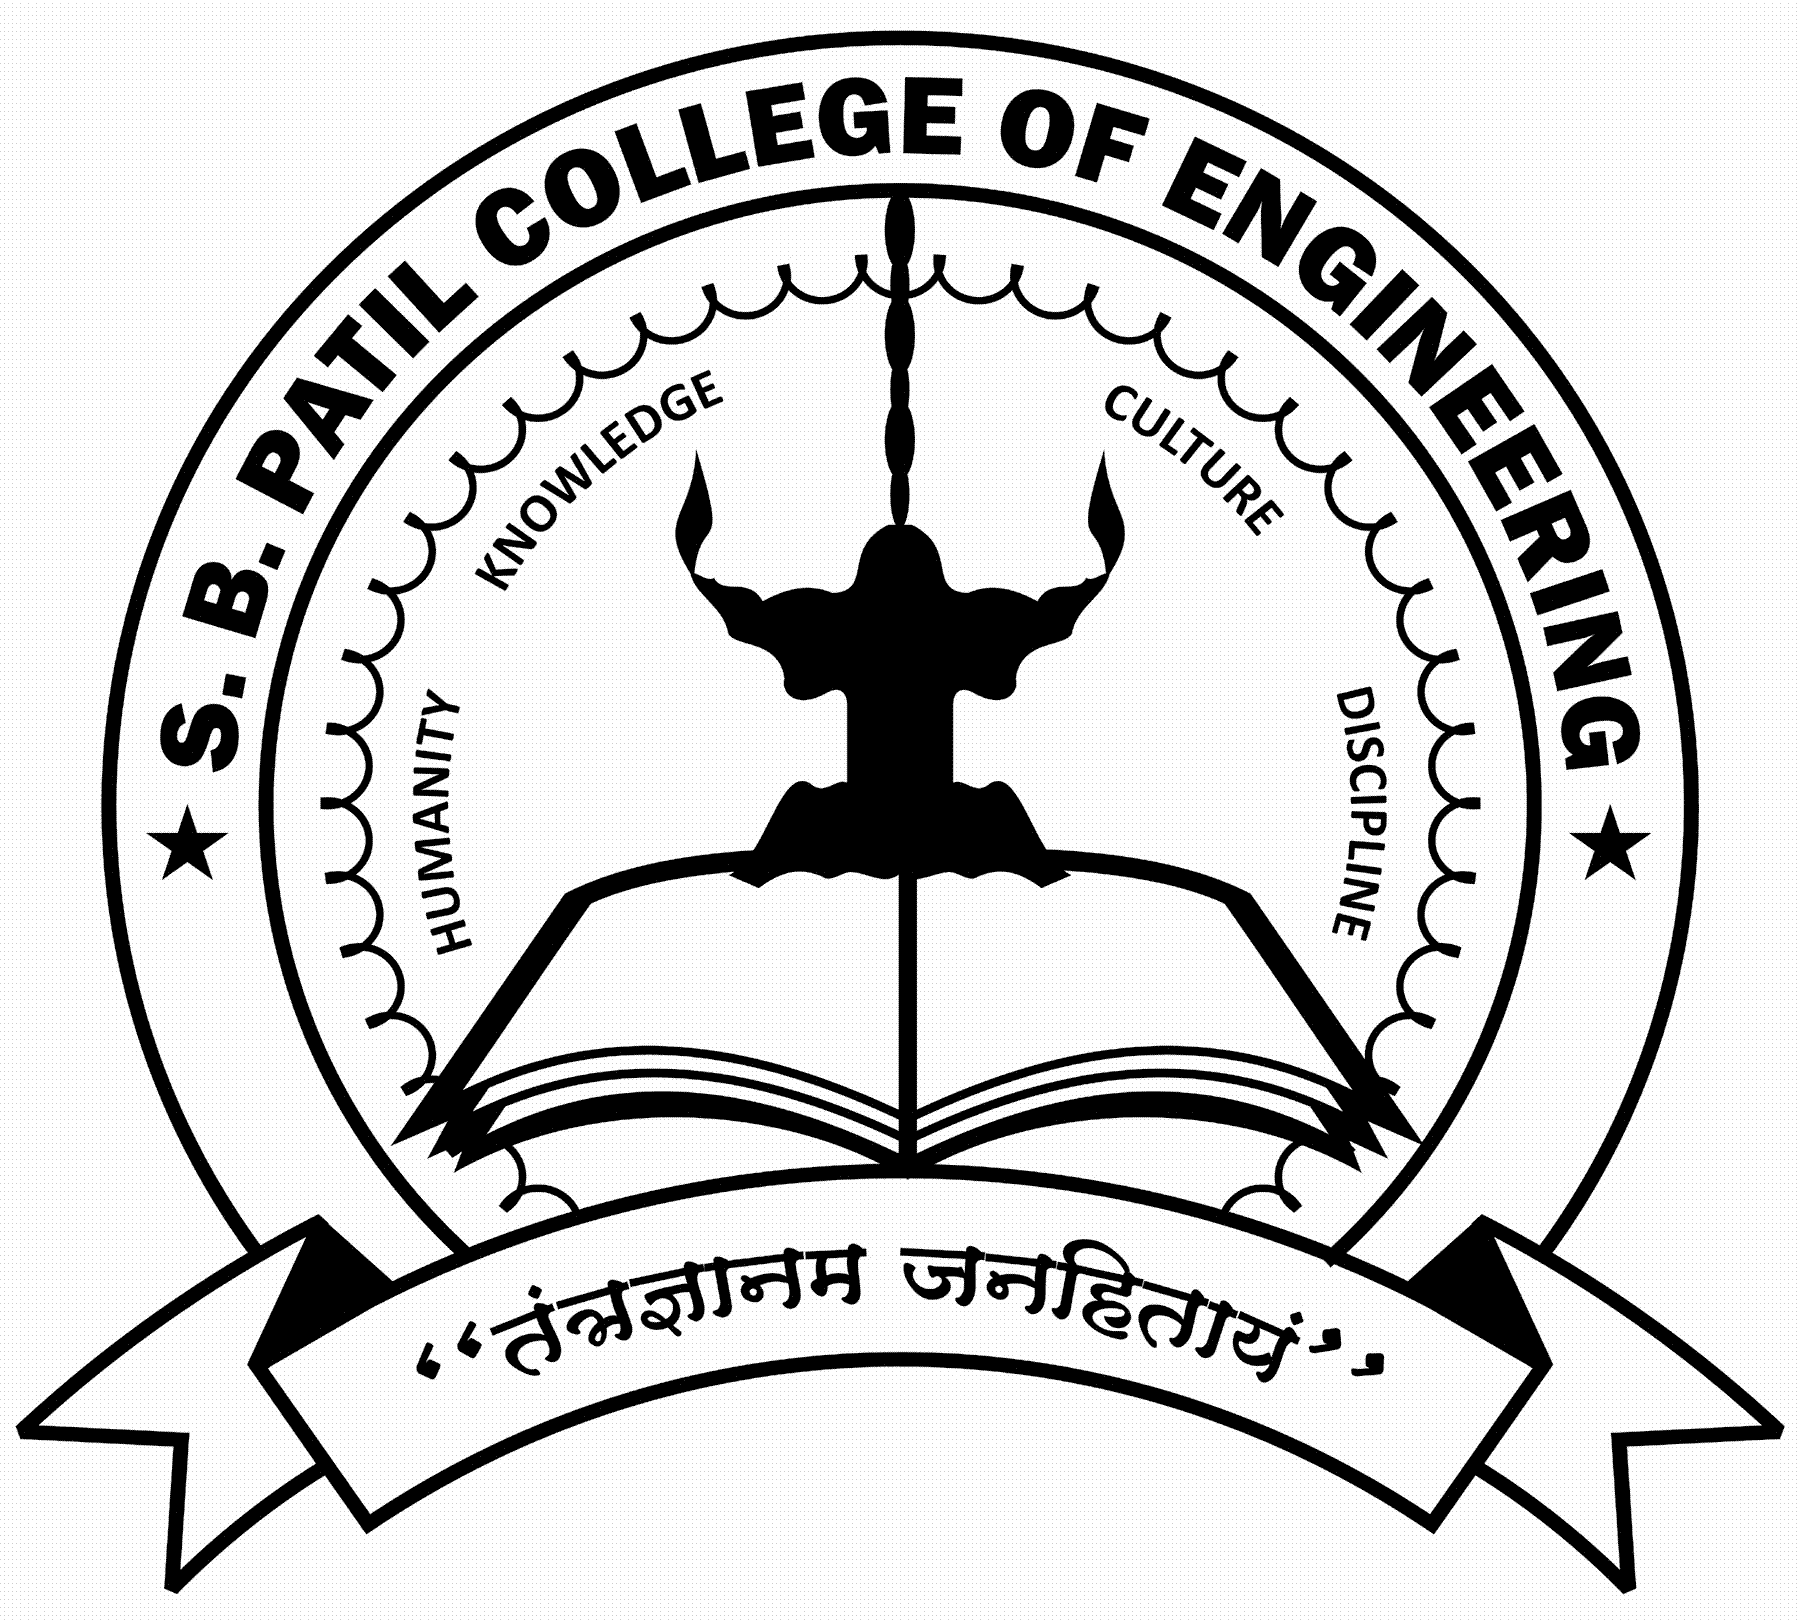 S. B. PATIL COLLEGE OF ENGINEERING
KNOWLEDGE
CULTURE
HUMANITY
DISCIPLINE
“तंत्रज्ञानम जनहितायं”